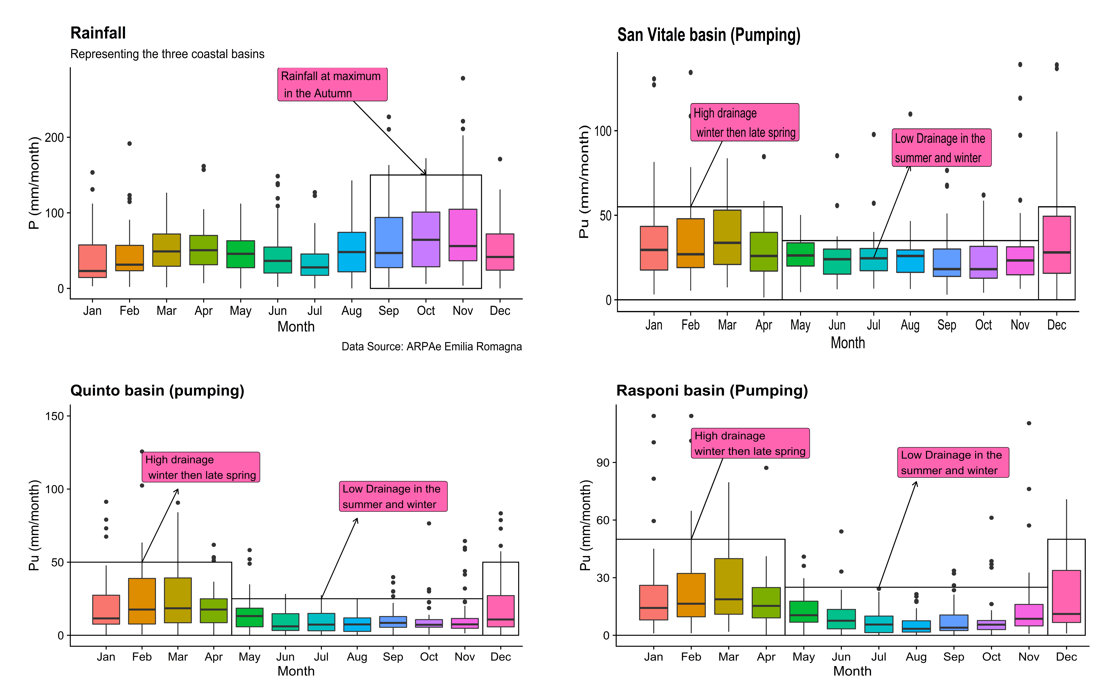 Rainfall
Representing the three coastal basins
Rainfall at maximum
in the Autumn
P (mm/month)
200
100
0
Jan Feb Mar Apr May Jun Jul Aug Sep Oct Nov Dec
Month
Data Source: ARPAe Emilia Romagna
San Vitale basin (Pumping)
High drainage
winter then late spring
Low Drainage in the
summer and winter
Pu (mm/month)
100
50
0
Jan Feb Mar Apr May Jun Jul Aug Sep Oct Nov Dec
Month
Quinto basin (pumping)
High drainage
winter then late spring
Low Drainage in the
summer and winter
Pu (mm/month)
150
100
50
0
Jan Feb Mar Apr May Jun Jul Aug Sep Oct Nov Dec
Month
Rasponi basin (Pumping)
High drainage
winter then late spring
Low Drainage in the
summer and winter
Pu (mm/month)
90
60
30
0
Jan Feb Mar Apr May Jun Jul Aug Sep Oct Nov Dec
Month